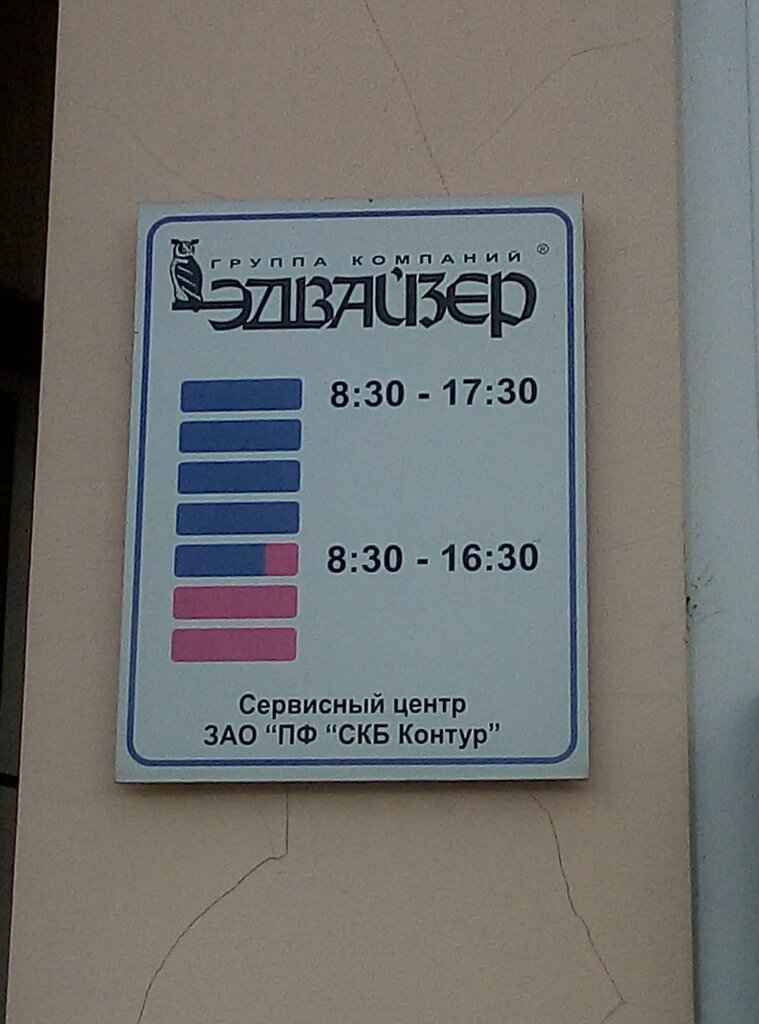 ГРУППА КОМПАНИЙ ®
ЭДВАЙЗЕР
8:30 - 17:30
8:30 - 16:30
Сервисный центр
ЗАО “ПФ “СКБ Контур”